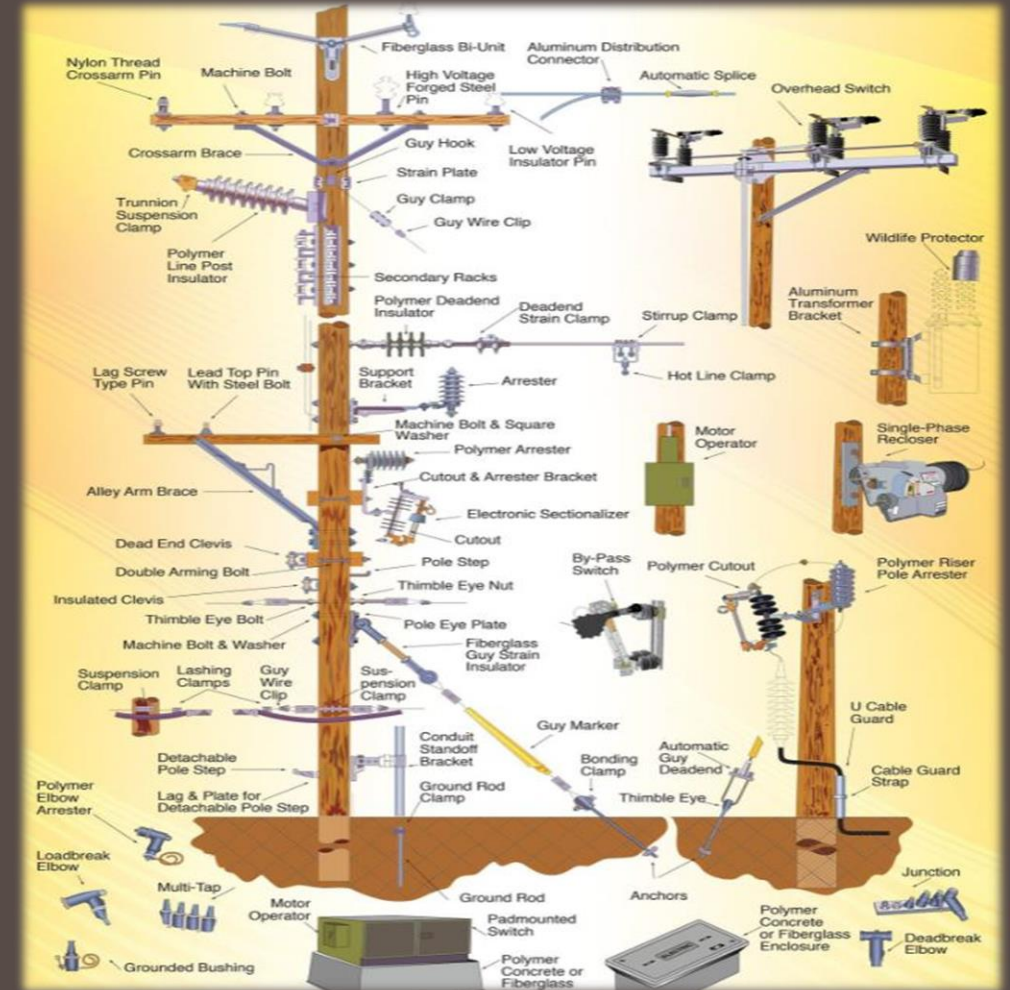 Fiberglass Bi-Unit
Aluminum Distribution
Connector
Nylon Thread
Crossarm Pin
Machine Bolt
High Voltage
Forged Steel
Pin
Automatic Splice
Overhead Switch
Crossarm Brace
Guy Hook
Low Voltage
Insulator Pin
Strain Plate
Trunnion
Suspension
Clamp
Guy Clamp
Guy Wire Clip
Polymer
Line Post
Insulator
Wildlife Protector
Secondary Racks
Aluminum
Transformer
Bracket
Polymer Deadend
Insulator
Deadend
Strain Clamp
Stirrup Clamp
Lag Screw
Type Pin
Lead Top Pin
With Steel Bolt
Support
Bracket
Arrester
Hot Line Clamp
Machine Bolt & Square
Washer
Motor
Operator
Single-Phase
Recloser
Polymer Arrester
Cutout & Arrester Bracket
Alley Arm Brace
Electronic Sectionalizer
Cutout
Dead End Clevis
Pole Step
By-Pass
Switch
Polymer Cutout
Polymer Riser
Pole Arrester
Double Arming Bolt
Thimble Eye Nut
Insulated Clevis
Thimble Eye Bolt
Pole Eye Plate
Machine Bolt & Washer
Fiberglass
Guy Strain
Insulator
Suspension
Clamp
Lashing
Clamps
Guy
Wire
Clip
Sus-
pension
Clamp
U Cable
Guard
Guy Marker
Conduit
Standoff
Bracket
Detachable
Pole Step
Bonding
Clamp
Automatic
Guy
Deadend
Cable Guard
Strap
Polymer
Elbow
Arrester
Lag & Plate for
Detachable Pole Step
Ground Rod
Clamp
Thimble Eye
Loadbreak
Elbow
Multi-Tap
Ground Rod
Anchors
Junction
Motor
Operator
Padmounted
Switch
Polymer
Concrete
or Fiberglass
Enclosure
Deadbreak
Elbow
Grounded Bushing
Polymer
Concrete or
Fiberglass